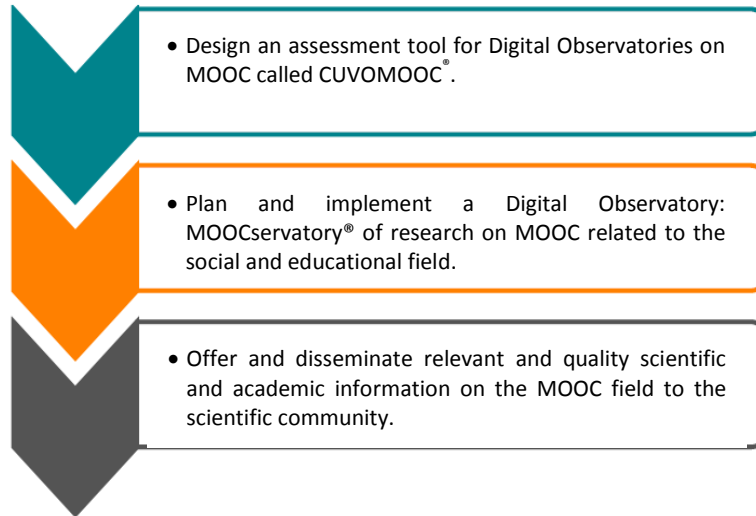 • Design an assessment tool for Digital Observatories on
MOOC called CUVOMOOC®.
• Plan and implement a Digital Observatory:
MOOCservatory® of research on MOOC related to the
social and educational field.
• Offer and disseminate relevant and quality scientific
and academic information on the MOOC field to the
scientific community.